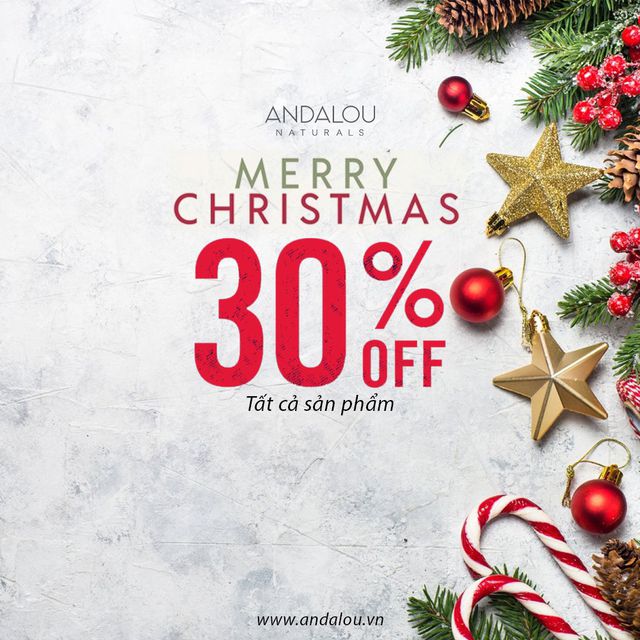 ANDALOU
NATURALS
MERRY
CHRISTMAS
30%
OFF
Tất cả sản phẩm
www.andalou.vn